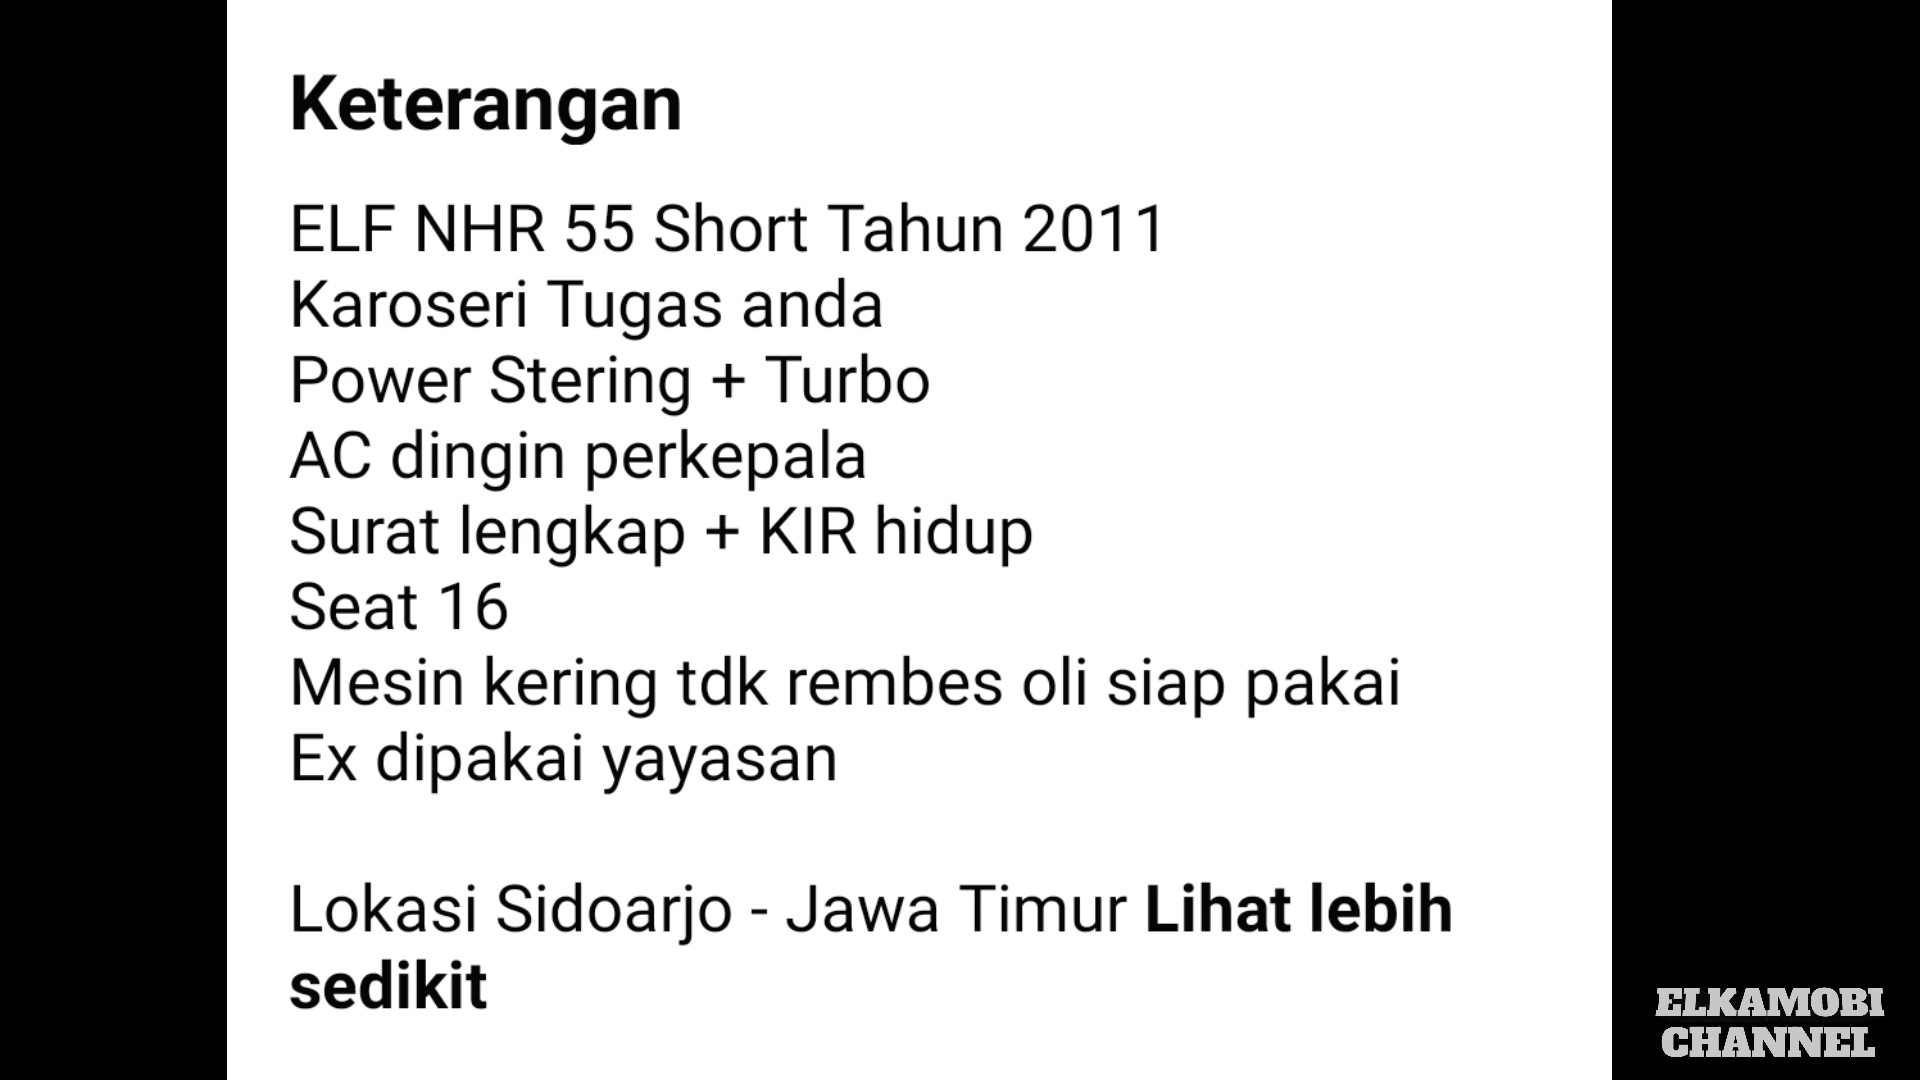 Keterangan
ELF NHR 55 Short Tahun 2011
Karoseri Tugas anda
Power Stering + Turbo
AC dingin perkepala
Surat lengkap + KIR hidup
Seat 16
Mesin kering tdk rembes oli siap pakai
Ex dipakai yayasan
Lokasi Sidoarjo - Jawa Timur Lihat lebih
sedikit
ELKAMOBI
CHANNEL